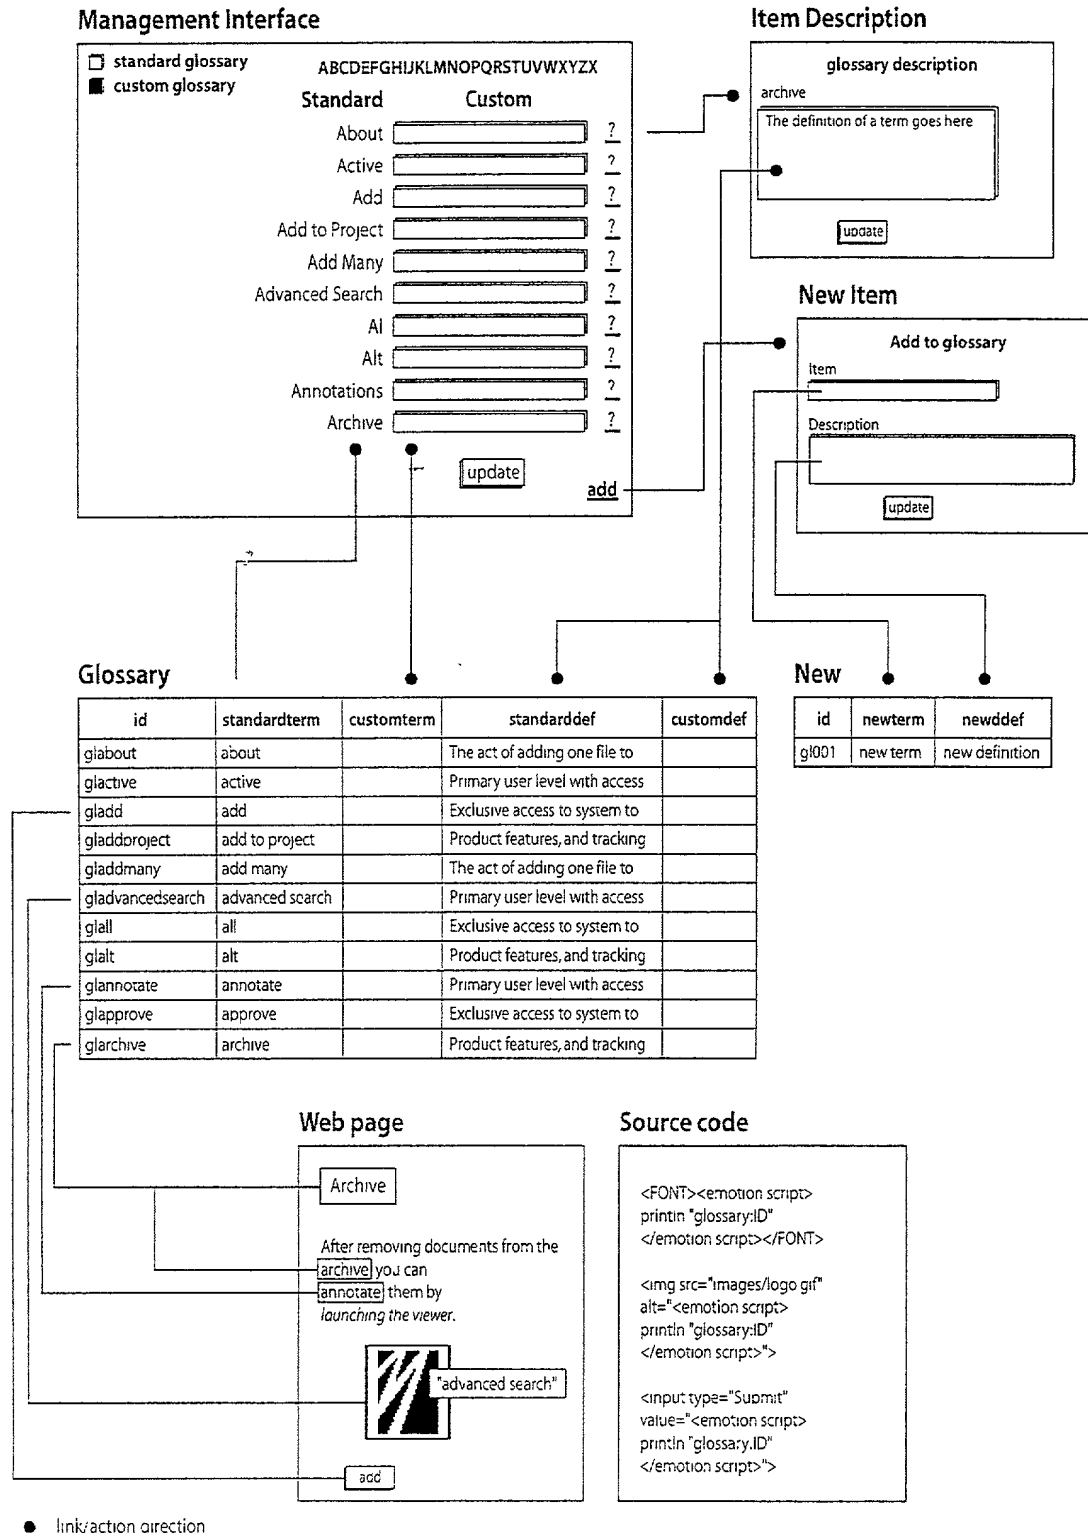 Management Interface
standard glossary
custom glossary
ABCDEFGHIJKLMNOPQRSTUVWXYZX
Standard Custom
About ?
Active ?
Add ?
Add to Project ?
Add Many ?
Advanced Search ?
Al ?
Alt ?
Annotations ?
Archive ?
update
add
Item Description
glossary description
archive
The definition of a term goes here
update
New Item
Add to glossary
Item
Description
update
Glossary
id standardterm customterm standarddef customdef
glabout about The act of adding one file to
glactive active Primary user level with access
gladd add Exclusive access to system to
gladdproject add to project Product features, and tracking
gladdmany add many The act of adding one file to
gladvancedsearch advanced search Primary user level with access
glall all Exclusive access to system to
glalt alt Product features, and tracking
glannotate annotate Primary user level with access
glapprove approve Exclusive access to system to
glarchive archive Product features, and tracking
New
id newterm newddef
gl001 new term new definition
Web page
Archive
After removing documents from the
archive you can
annotate them by
launching the viewer.
"advanced search"
add
Source code
<FONT><emotion script>
println "glossary:ID"
</emotion script></FONT>
<img src="images/logo gif"
alt="<emotion script>
println "glossary:ID"
</emotion script>">
<input type="Submit"
value="<emotion script>
println "glossary.ID"
</emotion script>">
link/action direction